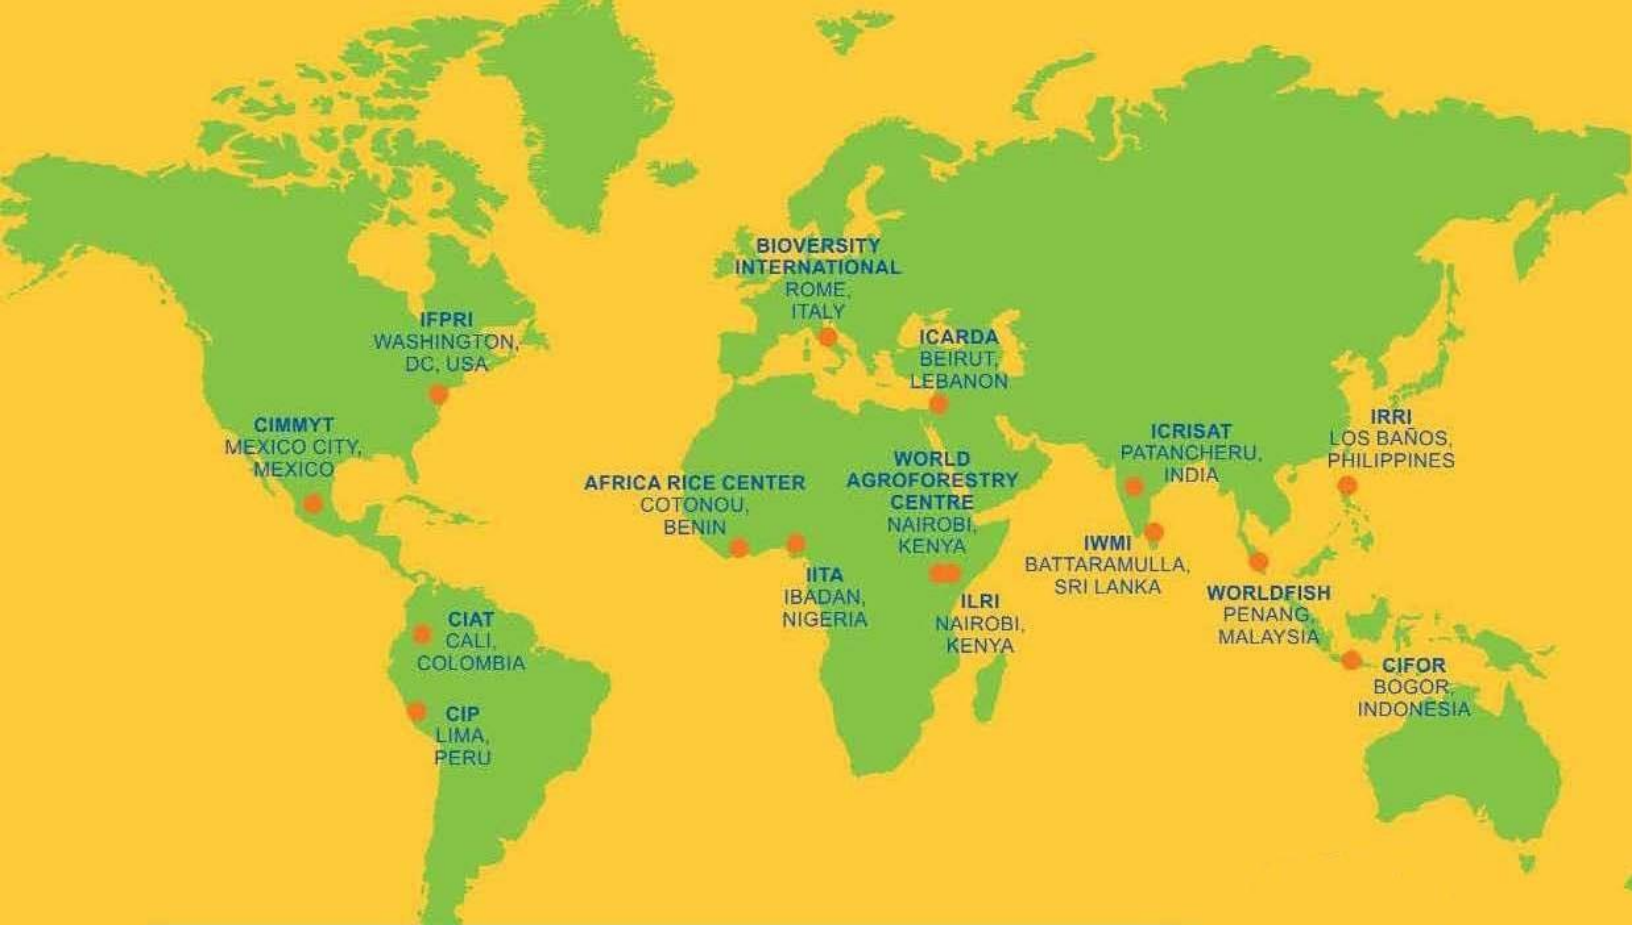 BIOVERSITY
INTERNATIONAL
ROME,
ITALY
IFPRI
WASHINGTON,
DC, USA
ICARDA
BEIRUT,
LEBANON
CIMMYT
MEXICO CITY,
MEXICO
IRRI
LOS BAÑOS,
PHILIPPINES
ICRISAT
PATANCHERU,
INDIA
WORLD
AGROFORESTRY
CENTRE
NAIROBI,
KENYA
AFRICA RICE CENTER
COTONOU,
BENIN
IWMI
BATTARAMULLA,
SRI LANKA
IITA
IBADAN,
NIGERIA
ILRI
NAIROBI,
KENYA
WORLDFISH
PENANG,
MALAYSIA
CIAT
CALI,
COLOMBIA
CIFOR
BOGOR,
INDONESIA
CIP
LIMA,
PERU